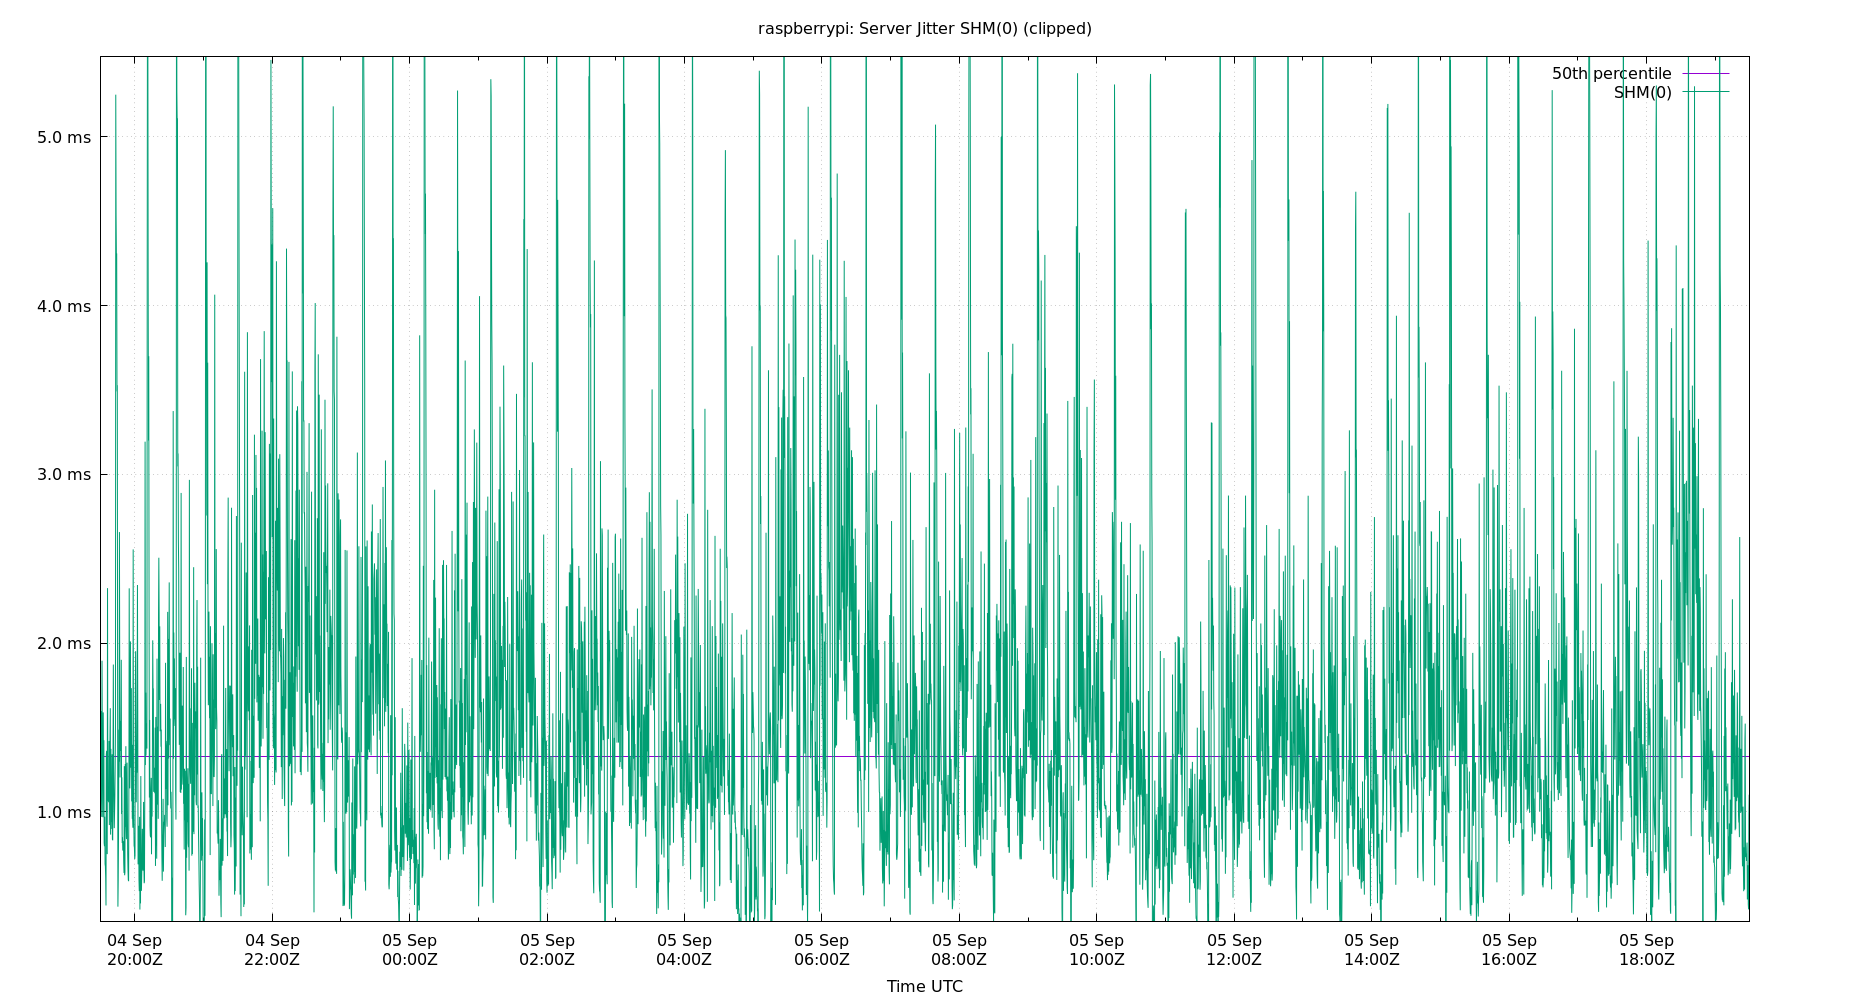 raspberrypi: Server Jitter SHM(0) (clipped)
50th percentile
SHM(0)
5.0 ms
4.0 ms
3.0 ms
2.0 ms
1.0 ms
04 Sep 04 Sep 05 Sep 05 Sep 05 Sep 05 Sep 05 Sep 05 Sep 05 Sep 05 Sep 05 Sep 05 Sep
20:00Z 22:00Z 00:00Z 02:00Z 04:00Z 06:00Z 08:00Z 10:00Z 12:00Z 14:00Z 16:00Z 18:00Z
Time UTC